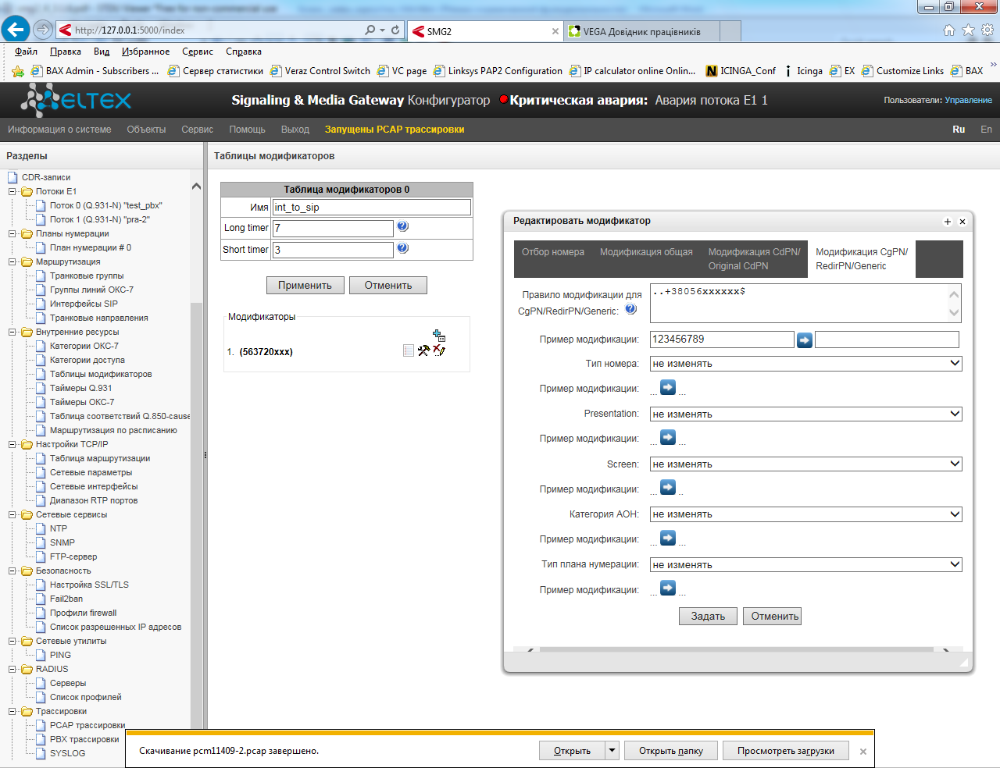 http://127.0.0.1:5000/index
SMG2
VEGA Довідник працівників
Файл Правка Вид Избранное Сервис Справка
BAX Admin - Subscribers ... Сервер статистики Veraz Control Switch VC page Linksys PAP2 Configuration IP calculator online Onlin... ICINGA_Conf Icinga EX Customize Links BAX
ELTEX
Signaling & Media Gateway Конфигуратор Критическая авария: Авария потока E1 1
Пользователи: Управление
Информация о системе Объекты Сервис Помощь Выход Запущены PCAP трассировки Ru En
Разделы
CDR-записи
Потоки E1
Поток 0 (Q.931-N) "test_pbx"
Поток 1 (Q.931-N) "pra-2"
Планы нумерации
План нумерации # 0
Маршрутизация
Транковые группы
Группы линий ОКС-7
Интерфейсы SIP
Транковые направления
Внутренние ресурсы
Категории ОКС-7
Категории доступа
Таблицы модификаторов
Таймеры Q.931
Таймеры ОКС-7
Таблица соответствий Q.850-cause
Маршрутизация по расписанию
Настройки TCP/IP
Таблица маршрутизации
Сетевые параметры
Сетевые интерфейсы
Диапазон RTP портов
Сетевые сервисы
NTP
SNMP
FTP-сервер
Безопасность
Настройка SSL/TLS
Fail2ban
Профили firewall
Список разрешенных IP адресов
Сетевые утилиты
PING
RADIUS
Серверы
Список профилей
Трассировки
PCAP трассировки
PBX трассировки
SYSLOG
Таблицы модификаторов
Таблица модификаторов 0
Имя int_to_sip
Long timer 7
Short timer 3
Применить Отменить
Модификаторы
1. (563720xxx)
Редактировать модификатор
Отбор номера
Модификация общая
Модификация CdPN/
Original CdPN
Модификация CgPN/
RedirPN/Generic
Правило модификации для
CgPN/RedirPN/Generic:
..+38056xxxxxx$
Пример модификации: 123456789
Тип номера: не изменять
Пример модификации: ... ...
Presentation: не изменять
Пример модификации: ... ...
Screen: не изменять
Пример модификации: ... ..
Категория АОН: не изменять
Пример модификации: ... ...
Тип плана нумерации: не изменять
Пример модификации: ... ...
Задать Отменить
Скачивание pcm11409-2.pcap завершено.
Открыть Открыть папку Просмотреть загрузки